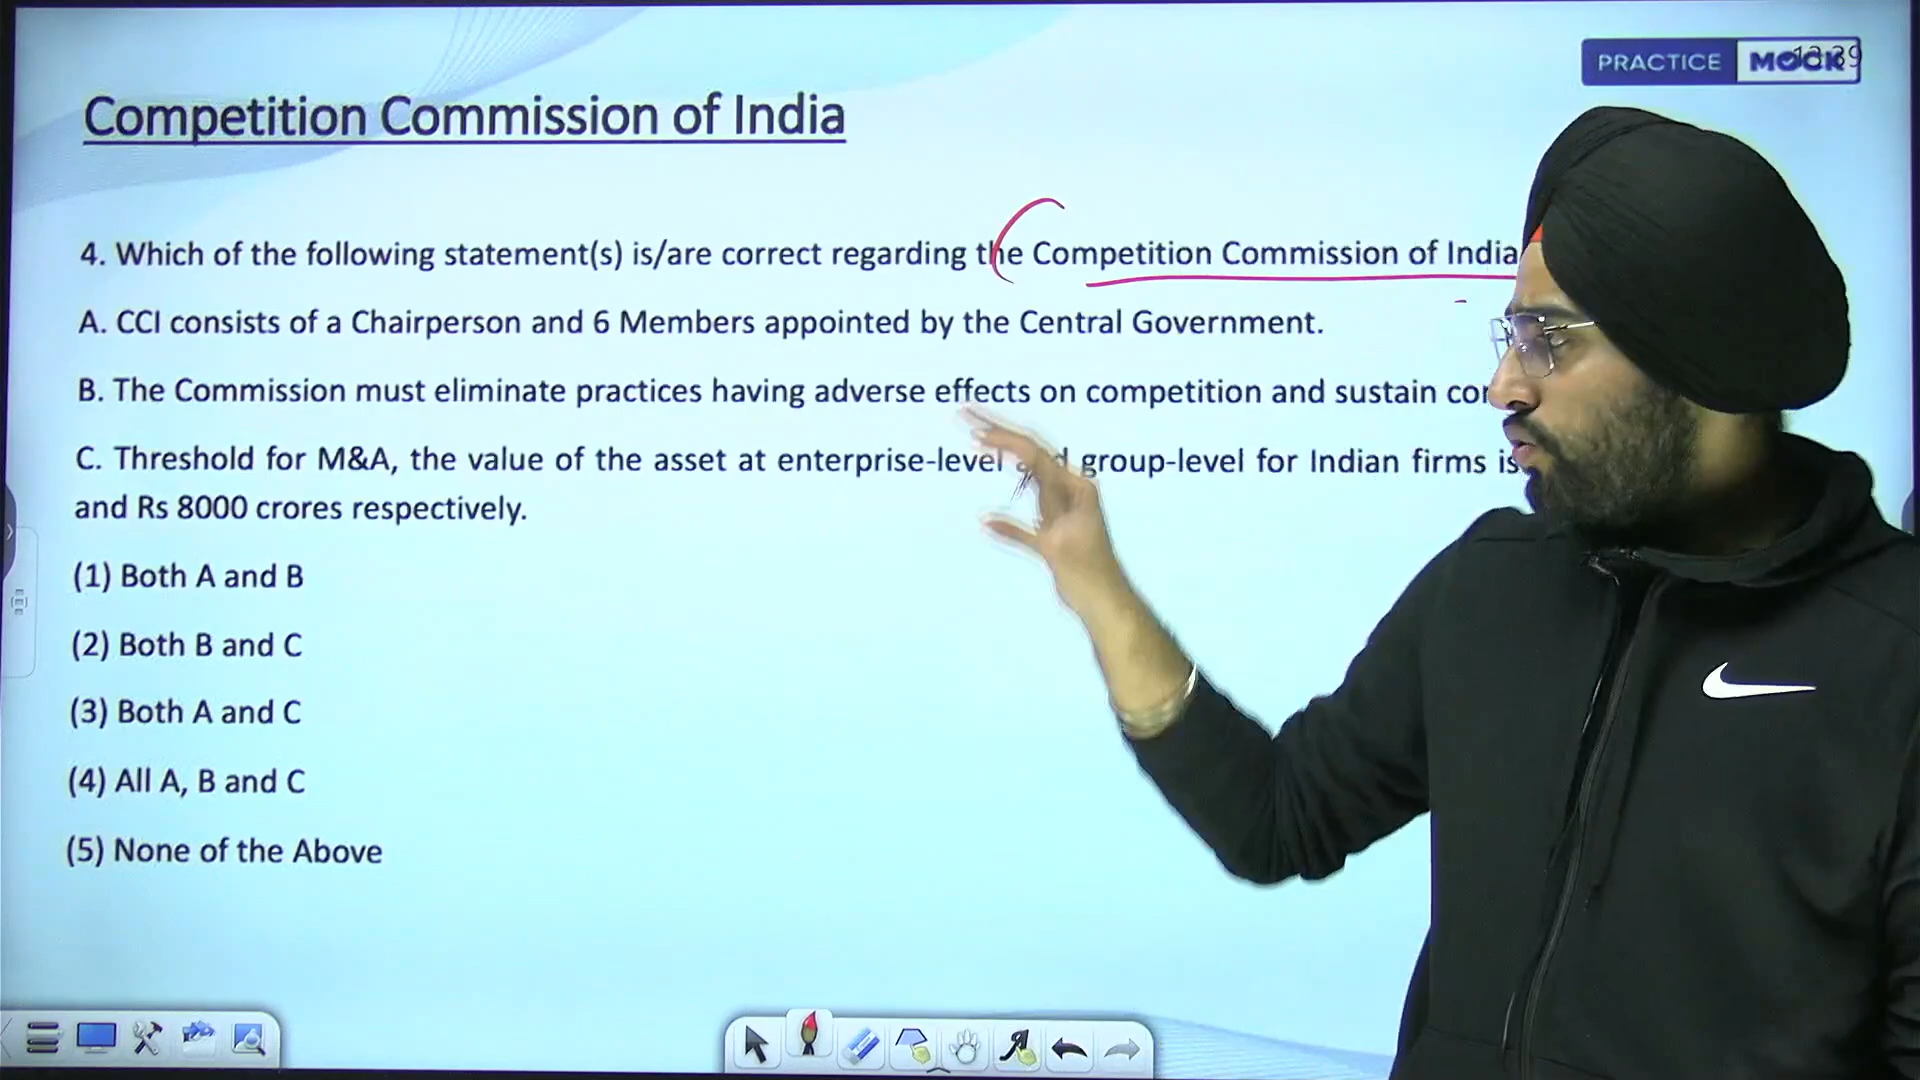 PRACTICE MOCK
Competition Commission of India
4. Which of the following statement(s) is/are correct regarding the Competition Commission of India
A. CCI consists of a Chairperson and 6 Members appointed by the Central Government.
B. The Commission must eliminate practices having adverse effects on competition and sustain
C. Threshold for M&A, the value of the asset at enterprise-level group-level for Indian firms is
and Rs 8000 crores respectively.
(1) Both A and B
(2) Both B and C
(3) Both A and C
(4) All A, B and C
(5) None of the Above